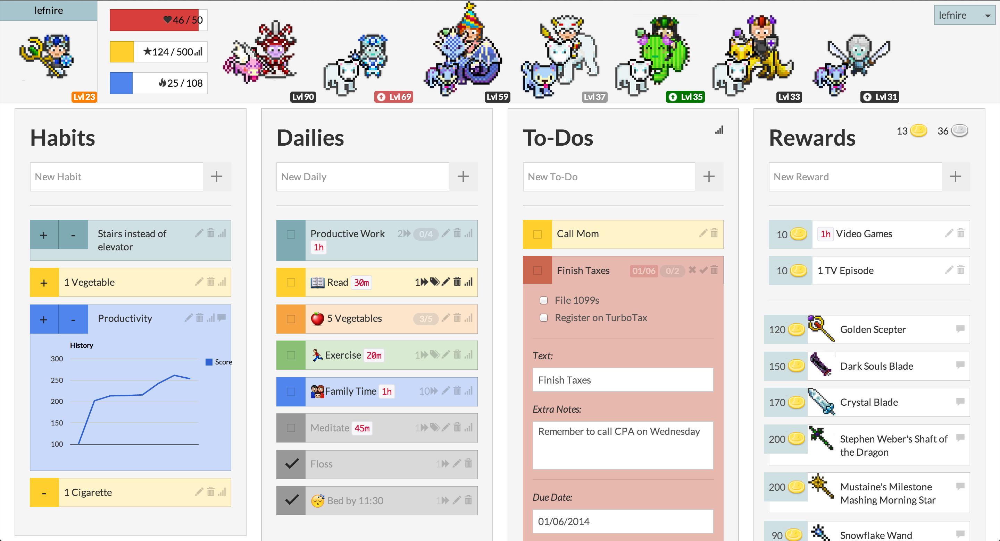 lefnire
46 / 50
124 / 500
25 / 108
Lvl 23
Lvl 90
Lvl 69
Lvl 59
Lvl 37
Lvl 35
Lvl 33
Lvl 31
lefnire
Habits
New Habit
+
+ - Stairs instead of
elevator
+ 1 Vegetable
+ - Productivity
History
300
250
200
150
100
Score
- 1 Cigarette
Dailies
New Daily
+
Productive Work 2 0/4
1h
Read 30m 1
5 Vegetables 3/5
Exercise 20m 1
Family Time 1h 10
Meditate 45m 1
Floss 1
Bed by 11:30 1
To-Dos
New To-Do
+
Call Mom
Finish Taxes 01/06 0/2
File 1099s
Register on TurboTax
Text:
Finish Taxes
Extra Notes:
Remember to call CPA on Wednesday
Due Date:
01/06/2014
Rewards 13 36
New Reward
+
10 1h Video Games
10 1 TV Episode
120 Golden Scepter
150 Dark Souls Blade
170 Crystal Blade
200 Stephen Weber's Shaft of
the Dragon
200 Mustaine's Milestone
Mashing Morning Star
90 Snowflake Wand